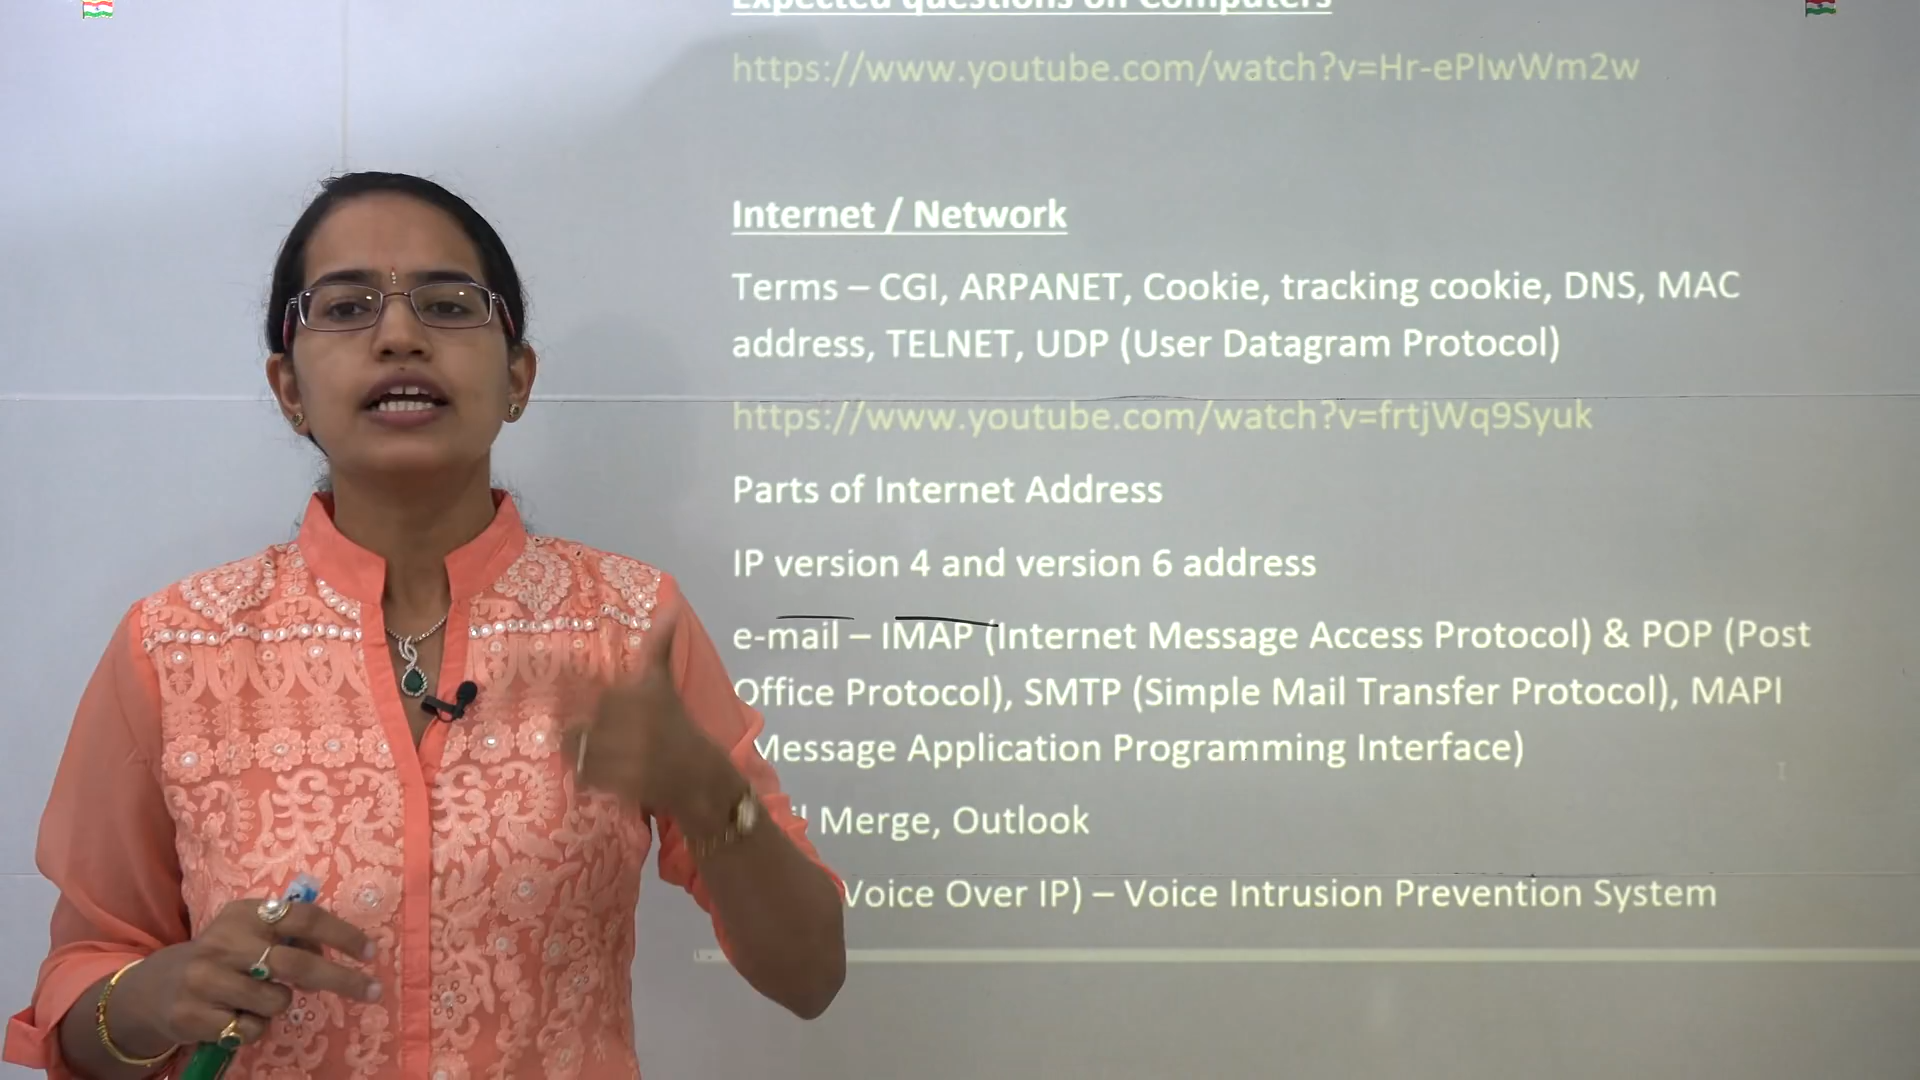 Expected questions on Computers
https://www.youtube.com/watch?v=Hr-ePIwWm2w
Internet / Network
Terms – CGI, ARPANET, Cookie, tracking cookie, DNS, MAC
address, TELNET, UDP (User Datagram Protocol)
https://www.youtube.com/watch?v=frtjWq9Syuk
Parts of Internet Address
IP version 4 and version 6 address
e-mail – IMAP (Internet Message Access Protocol) & POP (Post
Office Protocol), SMTP (Simple Mail Transfer Protocol), MAPI
Message Application Programming Interface)
Merge, Outlook
Voice Over IP) – Voice Intrusion Prevention System